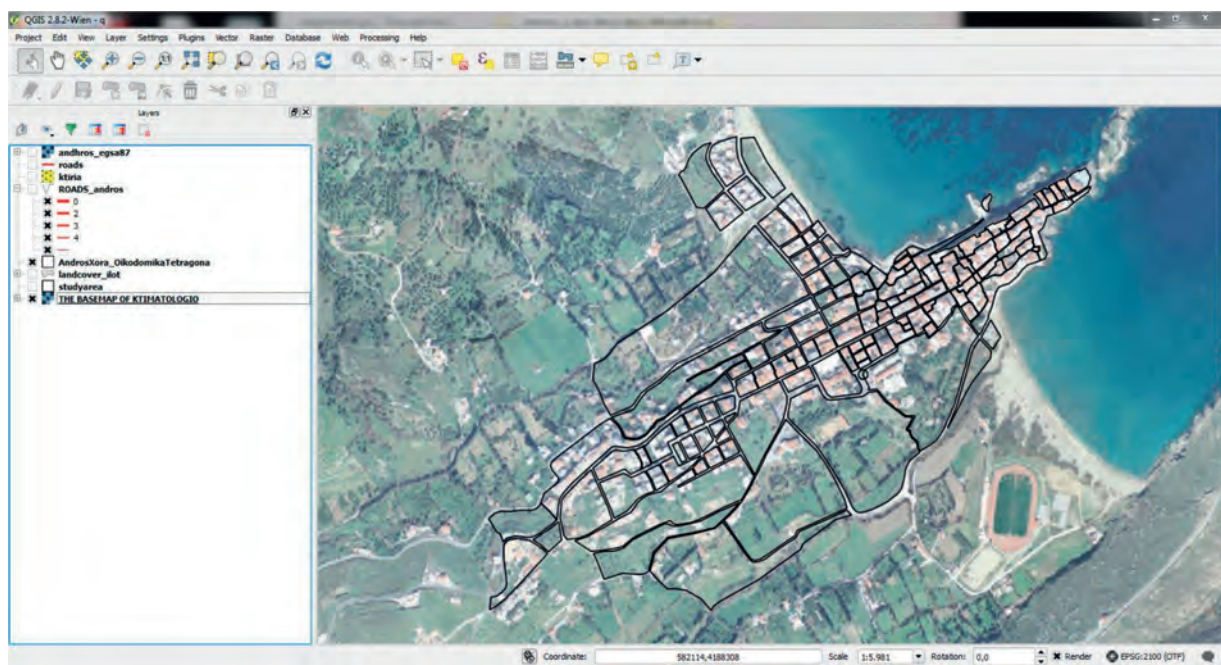 QGIS 2.8.2-Wien - q
Project Edit View Layer Settings Plugins Vector Raster Database Web Processing Help
Layers
andhros_egsa87
roads
ktiria
ROADS_andros
0
2
3
4
AndrosXora_OikodomikaTetragona
landcover_ilot
studyarea
THE BASEMAP OF KTIMATOLOGIO
Coordinate: 582114,4188308 Scale 1:5.981 Rotation: 0,0 Render EPSG:2100 (OTF)